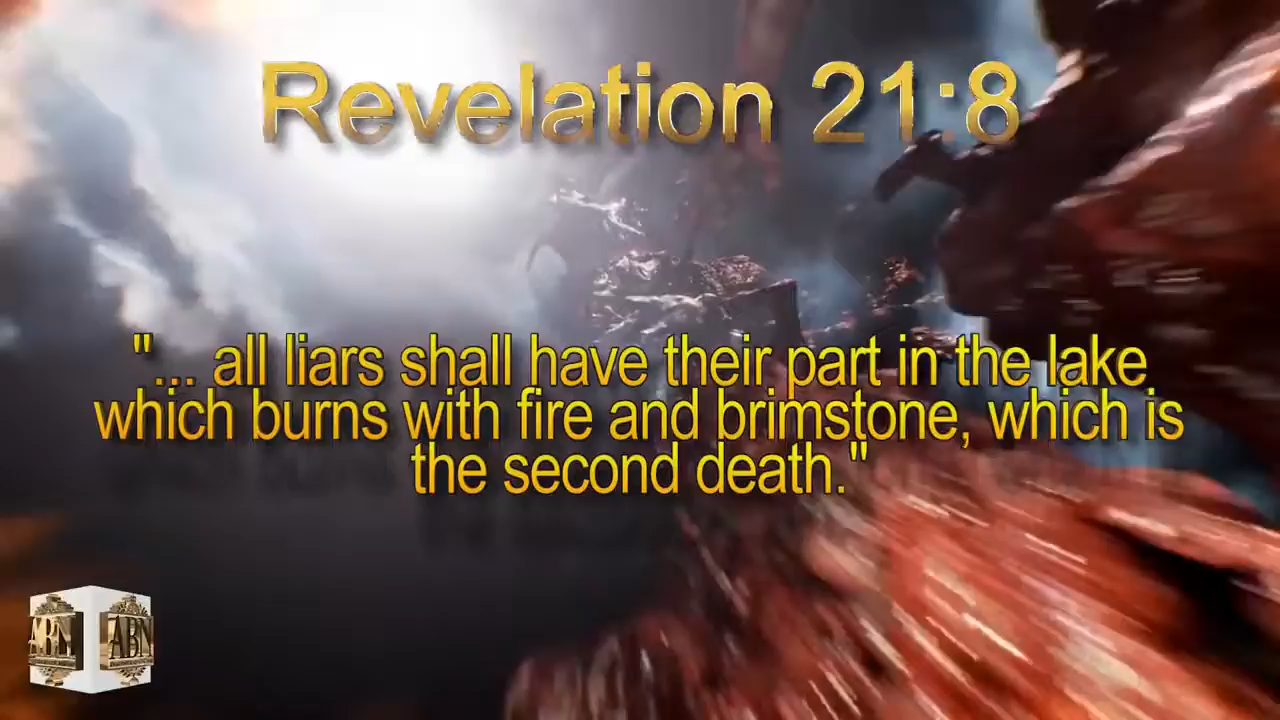 Revelation 21:8
"... all liars shall have their part in the lake
which burns with fire and brimstone, which is
the second death."
ABN ABN